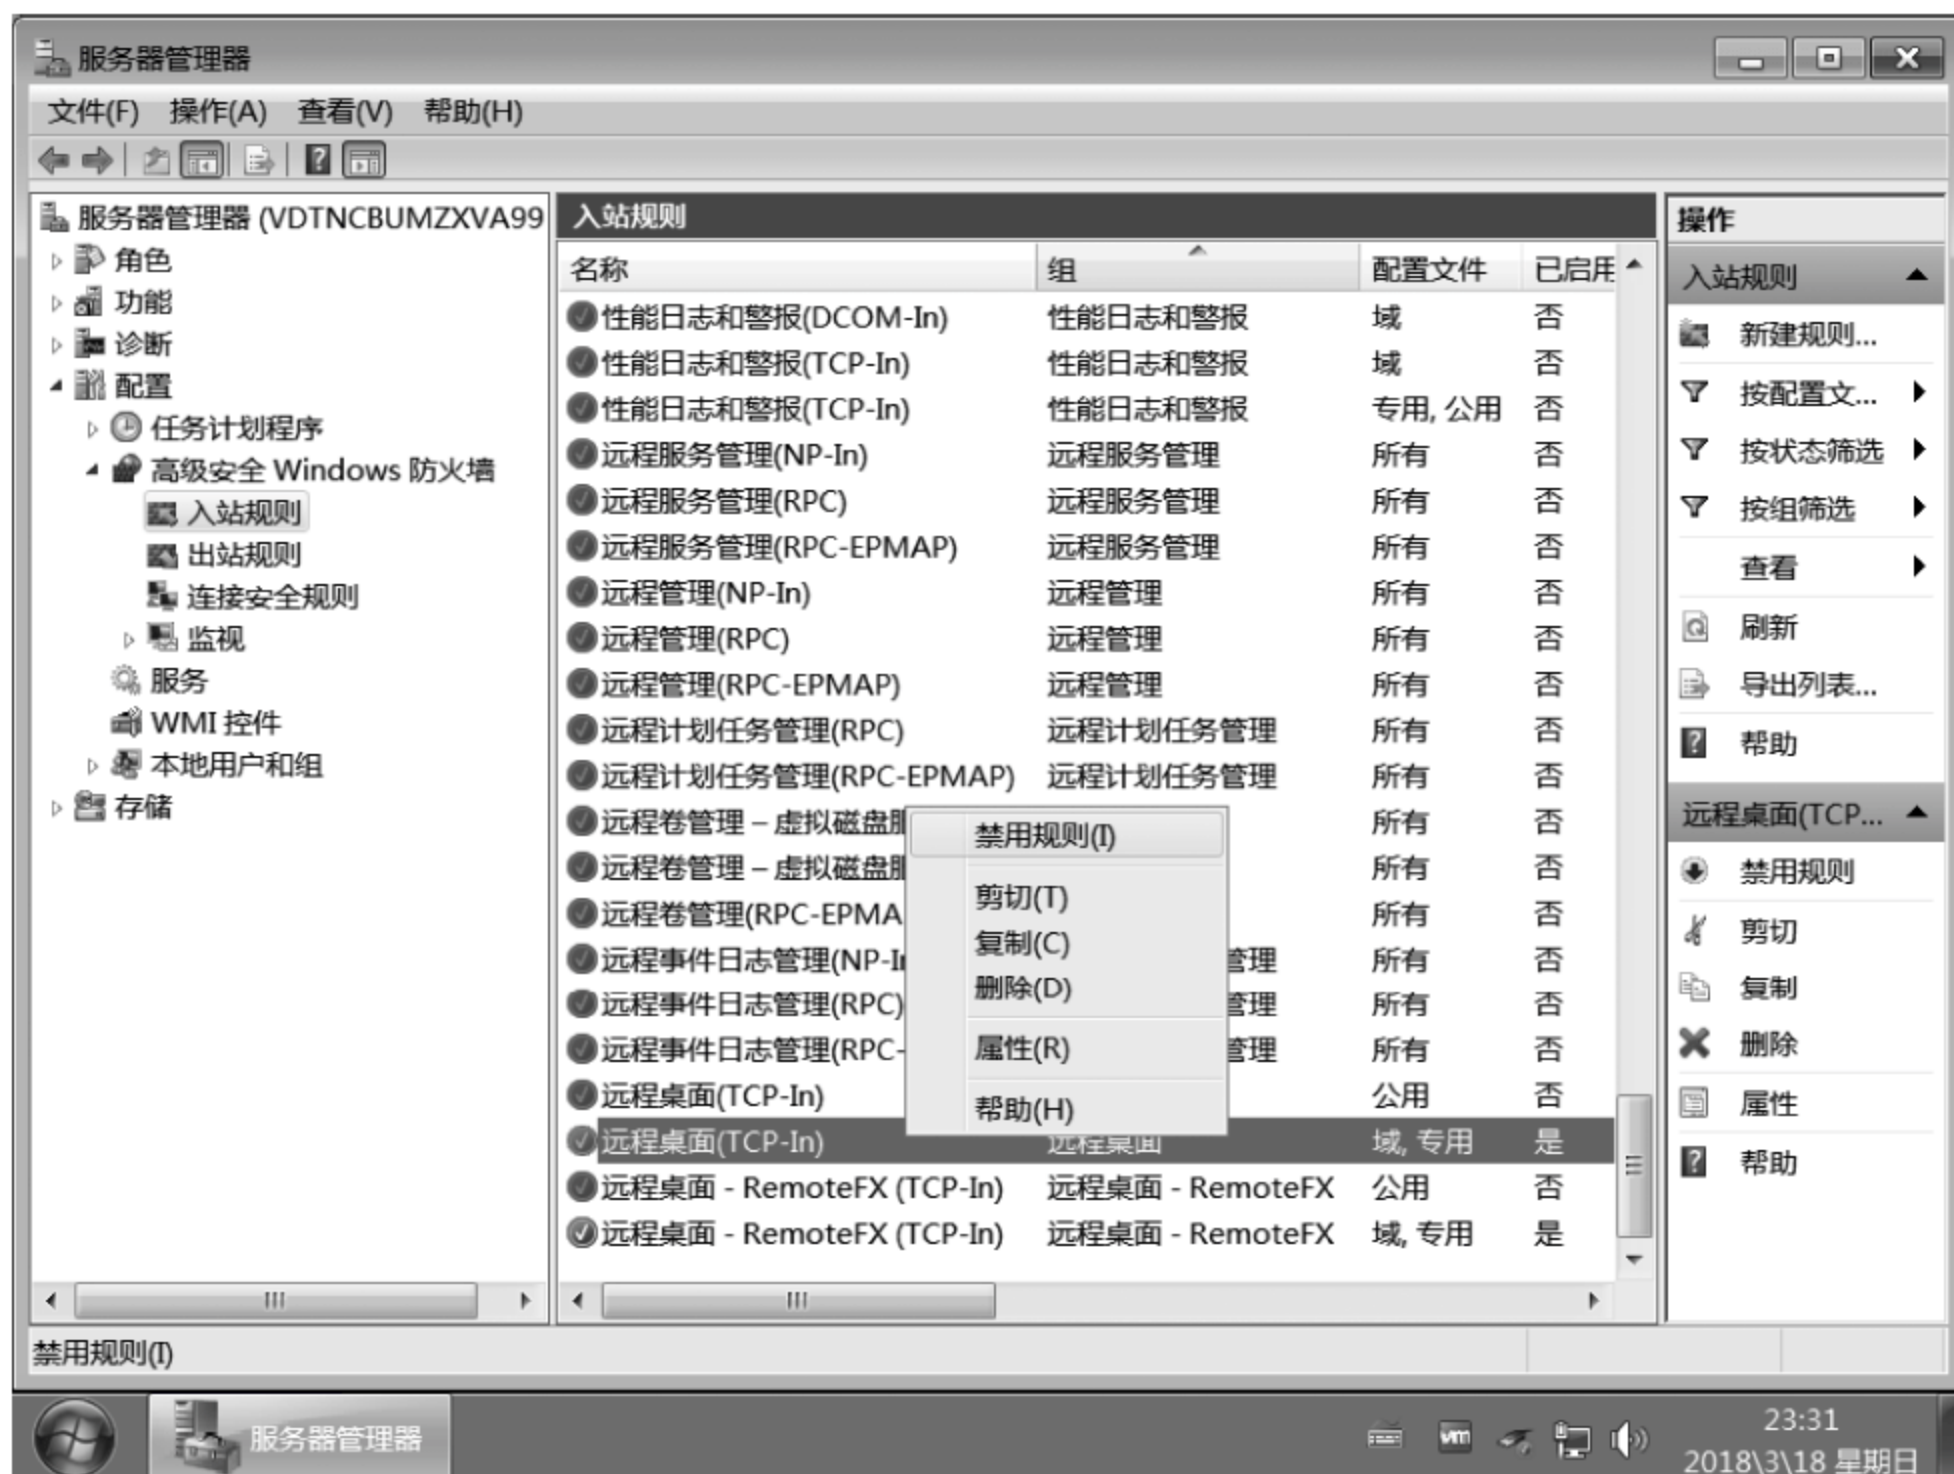 服务器管理器
文件(F) 操作(A) 查看(V) 帮助(H)
服务器管理器 (VDTNCBUMZXVA99
角色
功能
诊断
配置
任务计划程序
高级安全 Windows 防火墙
入站规则
出站规则
连接安全规则
监视
服务
WMI 控件
本地用户和组
存储
入站规则
名称 组 配置文件 已启用
性能日志和警报(DCOM-In) 性能日志和警报 域 否
性能日志和警报(TCP-In) 性能日志和警报 域 否
性能日志和警报(TCP-In) 性能日志和警报 专用, 公用 否
远程服务管理(NP-In) 远程服务管理 所有 否
远程服务管理(RPC) 远程服务管理 所有 否
远程服务管理(RPC-EPMAP) 远程服务管理 所有 否
远程管理(NP-In) 远程管理 所有 否
远程管理(RPC) 远程管理 所有 否
远程管理(RPC-EPMAP) 远程管理 所有 否
远程计划任务管理(RPC) 远程计划任务管理 所有 否
远程计划任务管理(RPC-EPMAP) 远程计划任务管理 所有 否
远程卷管理 – 虚拟磁盘服 所有 否
远程卷管理 – 虚拟磁盘服 所有 否
远程卷管理(RPC-EPMA 所有 否
远程事件日志管理(NP-In 管理 所有 否
远程事件日志管理(RPC) 管理 所有 否
远程事件日志管理(RPC- 管理 所有 否
远程桌面(TCP-In) 公用 否
远程桌面(TCP-In) 远程桌面 域, 专用 是
远程桌面 - RemoteFX (TCP-In) 远程桌面 - RemoteFX 公用 否
远程桌面 - RemoteFX (TCP-In) 远程桌面 - RemoteFX 域, 专用 是
禁用规则(I)
剪切(T)
复制(C)
删除(D)
属性(R)
帮助(H)
操作
入站规则
新建规则...
按配置文...
按状态筛选
按组筛选
查看
刷新
导出列表...
帮助
远程桌面(TCP...
禁用规则
剪切
复制
删除
属性
帮助
禁用规则(I)
服务器管理器
vm
23:31
2018\3\18 星期日